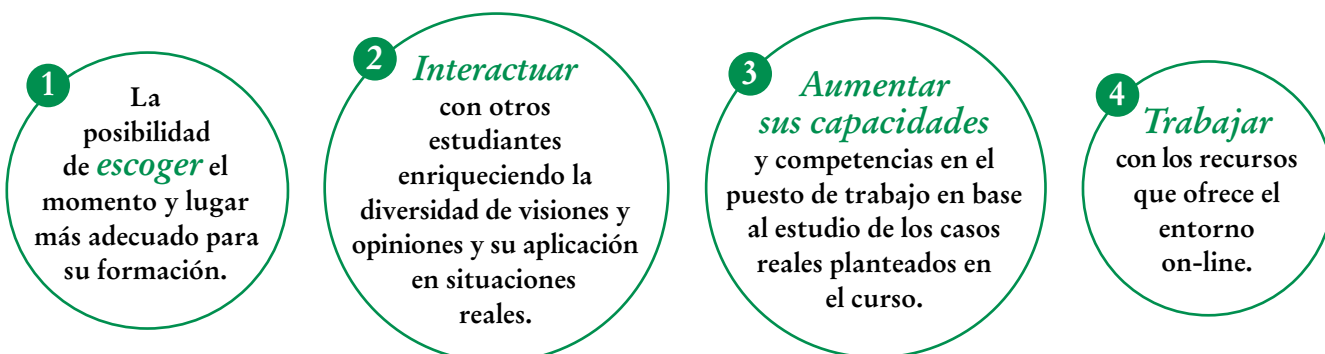 1
La
posibilidad
de escoger el
momento y lugar
más adecuado para
su formación.
2
Interactuar
con otros
estudiantes
enriqueciendo la
diversidad de visiones y
opiniones y su aplicación
en situaciones
reales.
3
Aumentar
sus capacidades
y competencias en el
puesto de trabajo en base
al estudio de los casos
reales planteados en
el curso.
4
Trabajar
con los recursos
que ofrece el
entorno
on-line.